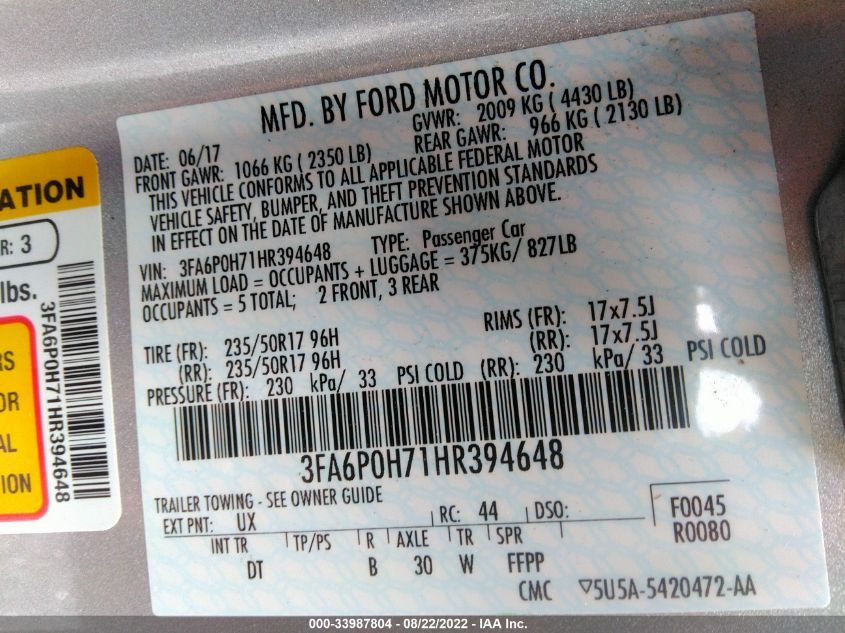 MFD. BY FORD MOTOR CO.
DATE: 06/17 GVWR: 2009 KG ( 4430 LB)
FRONT GAWR: 1066 KG ( 2350 LB) REAR GAWR: 966 KG ( 2130 LB)
THIS VEHICLE CONFORMS TO ALL APPLICABLE FEDERAL MOTOR
VEHICLE SAFETY, BUMPER, AND THEFT PREVENTION STANDARDS
IN EFFECT ON THE DATE OF MANUFACTURE SHOWN ABOVE.
VIN: 3FA6P0H71HR394648 TYPE: Passenger Car
MAXIMUM LOAD = OCCUPANTS + LUGGAGE = 375KG/ 827LB
OCCUPANTS = 5 TOTAL; 2 FRONT, 3 REAR
TIRE (FR): 235/50R17 96H RIMS (FR): 17x7.5J
(RR): 235/50R17 96H (RR): 17x7.5J
PRESSURE (FR): 230 kPa/ 33 PSI COLD (RR): 230 kPa/ 33 PSI COLD
3FA6P0H71HR394648
TRAILER TOWING - SEE OWNER GUIDE
EXT PNT: UX RC: 44 DSO: F0045
R0080
INT TR TP/PS R AXLE TR SPR
DT B 30 W FFPP
CMC ▽5U5A-5420472-AA
ATION
R: 3
lbs.
3FA6P0H71HR394648
RS
OR
AL
ION
000-33987804 - 08/22/2022 - IAA Inc.